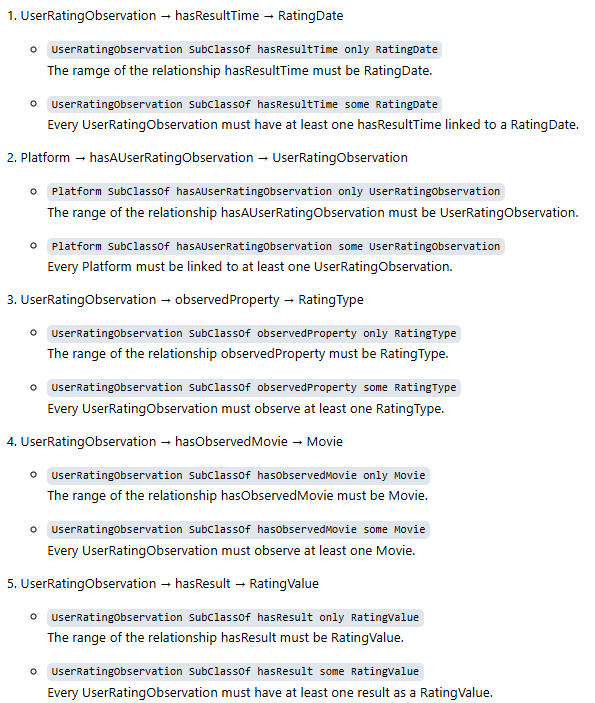 1. UserRatingObservation → hasResultTime → RatingDate
UserRatingObservation SubClassOf hasResultTime only RatingDate
The ramge of the relationship hasResultTime must be RatingDate.
UserRatingObservation SubClassOf hasResultTime some RatingDate
Every UserRatingObservation must have at least one hasResultTime linked to a RatingDate.
2. Platform → hasAUserRatingObservation → UserRatingObservation
Platform SubClassOf hasAUserRatingObservation only UserRatingObservation
The range of the relationship hasAUserRatingObservation must be UserRatingObservation.
Platform SubClassOf hasAUserRatingObservation some UserRatingObservation
Every Platform must be linked to at least one UserRatingObservation.
3. UserRatingObservation → observedProperty → RatingType
UserRatingObservation SubClassOf observedProperty only RatingType
The range of the relationship observedProperty must be RatingType.
UserRatingObservation SubClassOf observedProperty some RatingType
Every UserRatingObservation must observe at least one RatingType.
4. UserRatingObservation → hasObservedMovie → Movie
UserRatingObservation SubClassOf hasObservedMovie only Movie
The range of the relationship hasObservedMovie must be Movie.
UserRatingObservation SubClassOf hasObservedMovie some Movie
Every UserRatingObservation must observe at least one Movie.
5. UserRatingObservation → hasResult → RatingValue
UserRatingObservation SubClassOf hasResult only RatingValue
The range of the relationship hasResult must be RatingValue.
UserRatingObservation SubClassOf hasResult some RatingValue
Every UserRatingObservation must have at least one result as a RatingValue.